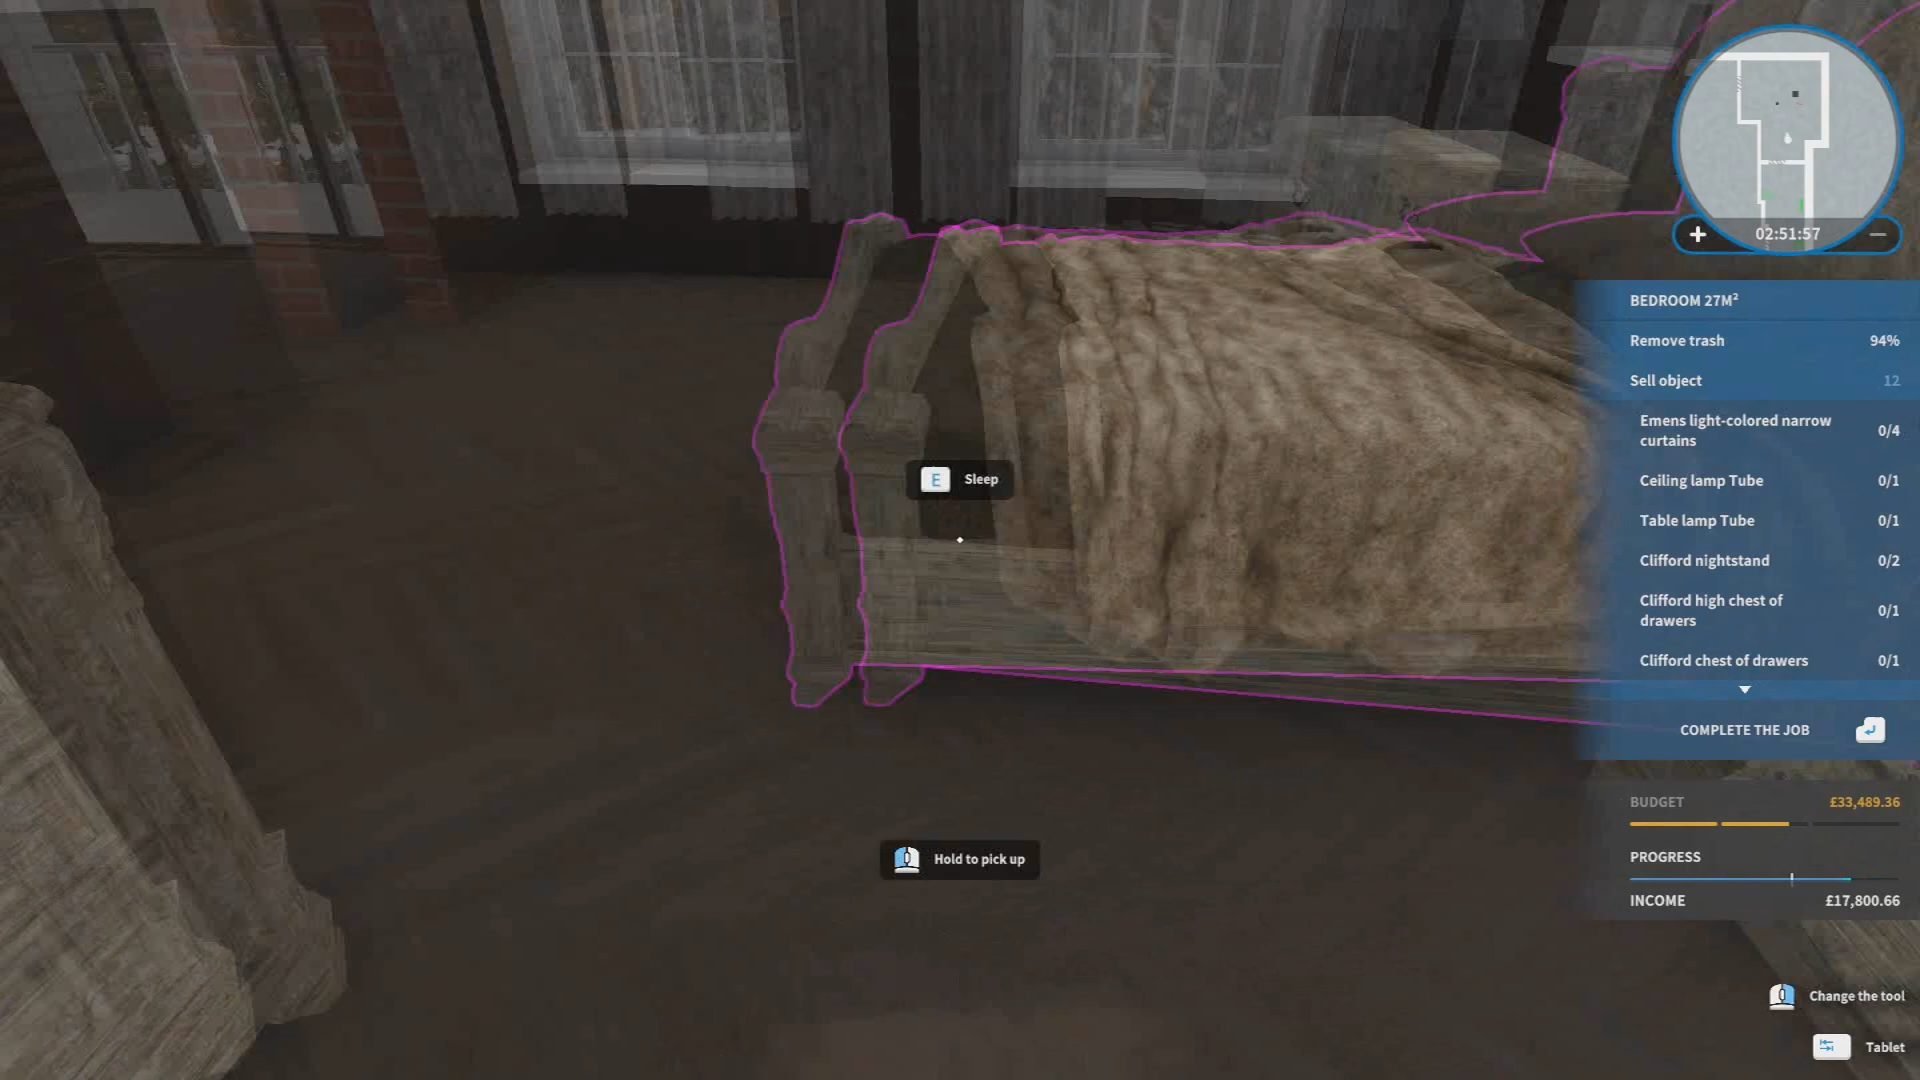 02:51:57
BEDROOM 27M²
Remove trash 94%
Sell object 12
Emens light-colored narrow
curtains 0/4
Ceiling lamp Tube 0/1
Table lamp Tube 0/1
Clifford nightstand 0/2
Clifford high chest of
drawers 0/1
Clifford chest of drawers 0/1
E Sleep
COMPLETE THE JOB
BUDGET £33,489.36
Hold to pick up
PROGRESS
INCOME £17,800.66
Change the tool
Tablet